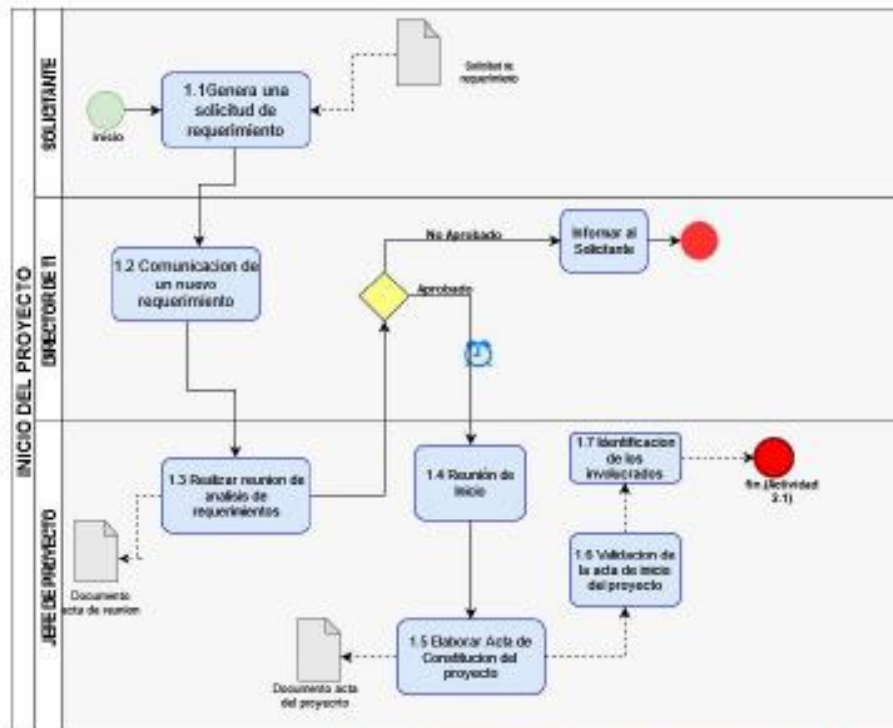 INICIO DEL PROYECTO
SOLICITANTE
Inicio
1.1Genera una
solicitud de
requerimiento
requerimiento
DIRECTOR DE TI
1.2 Comunicacion de
un nuevo
requerimiento
No Aprobado
Aprobado
Informar al
Solicitante
JEFE DE PROYECTO
1.3 Realizar reunion de
analisis de
requerimientos
Documento
acta de reunion
1.4 Reunión de
Inicio
1.5 Elaborar Acta de
Constitucion del
proyecto
Documento acta
del proyecto
1.6 Validacion de
la acta de inicio
del proyecto
1.7 Identificacion
de los
involucrados
fin.(Actividad
2.1)